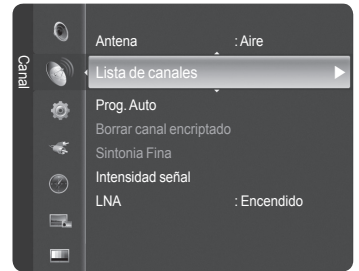 Canal
Antena : Aire
Lista de canales
Prog. Auto
Borrar canal encriptado
Sintonia Fina
Intensidad señal
LNA : Encendido